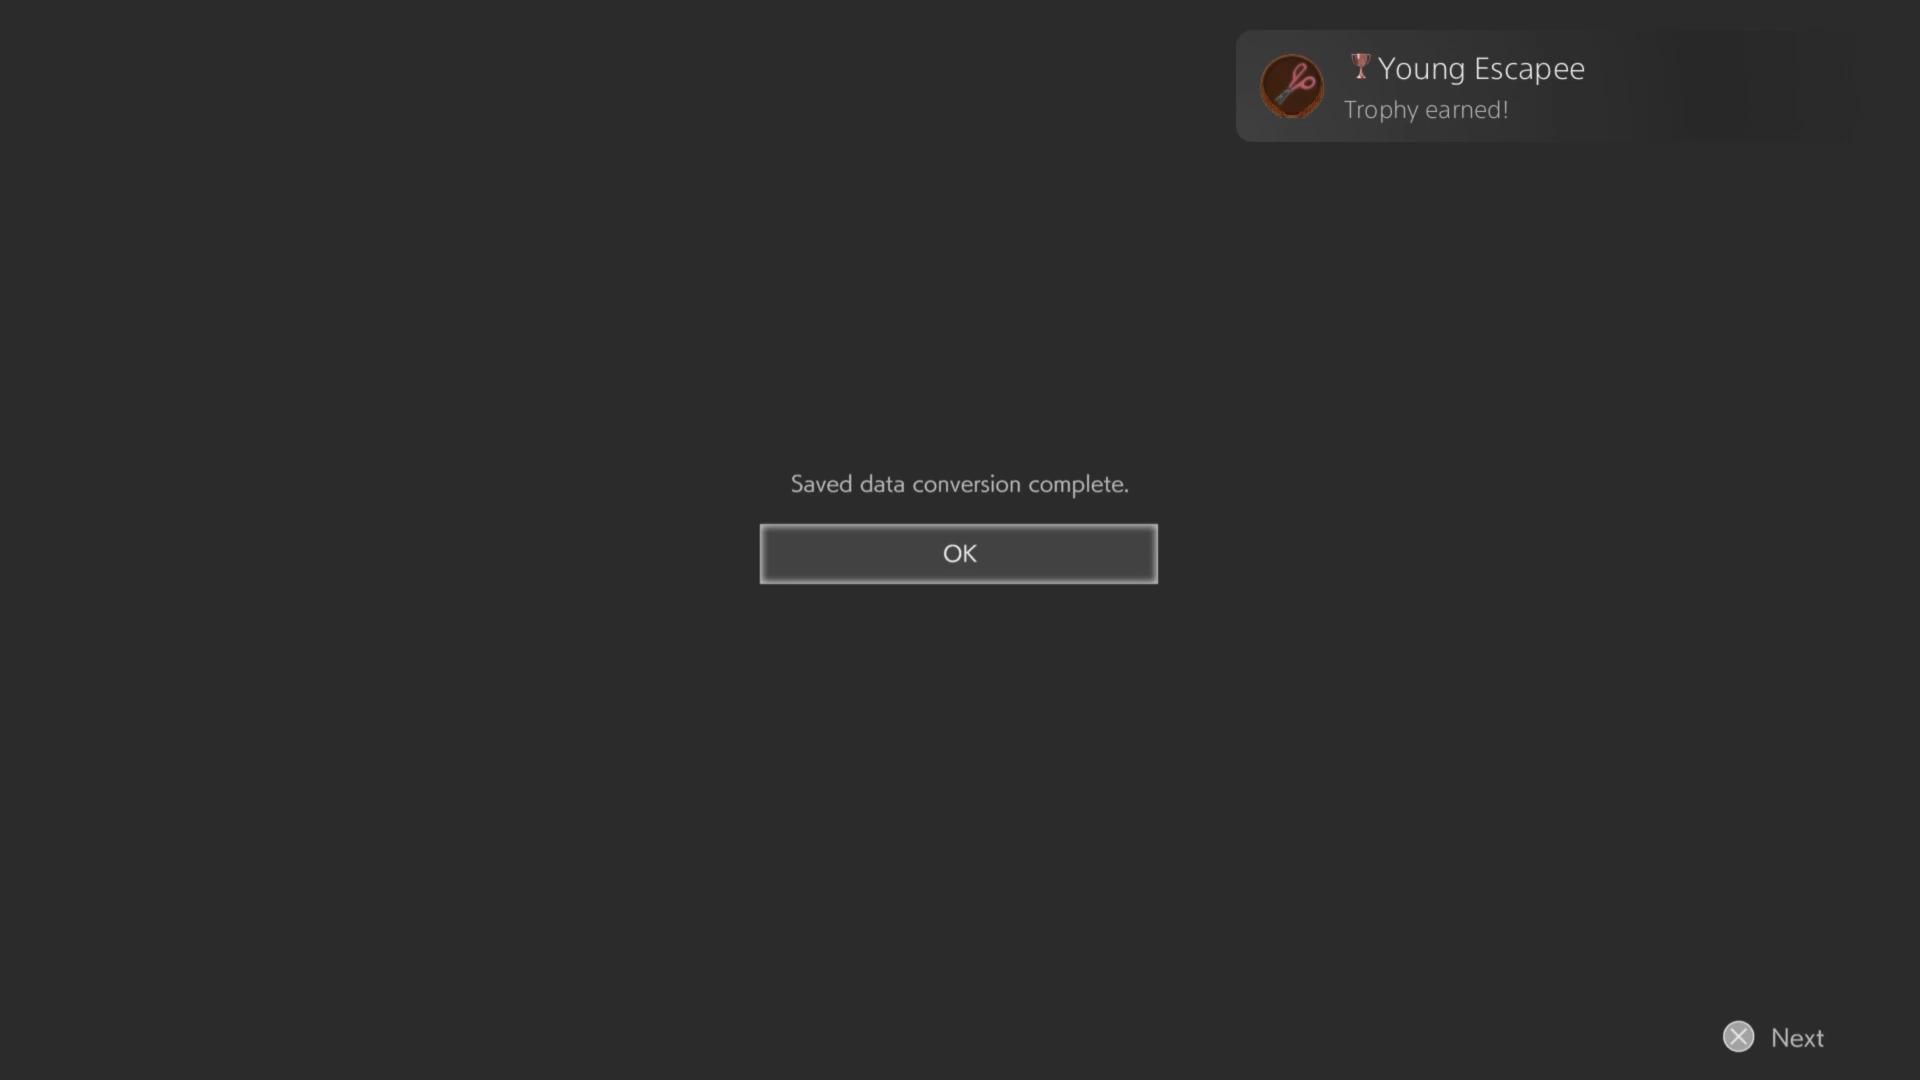 Young Escapee
Trophy earned!
Saved data conversion complete.
OK
Next